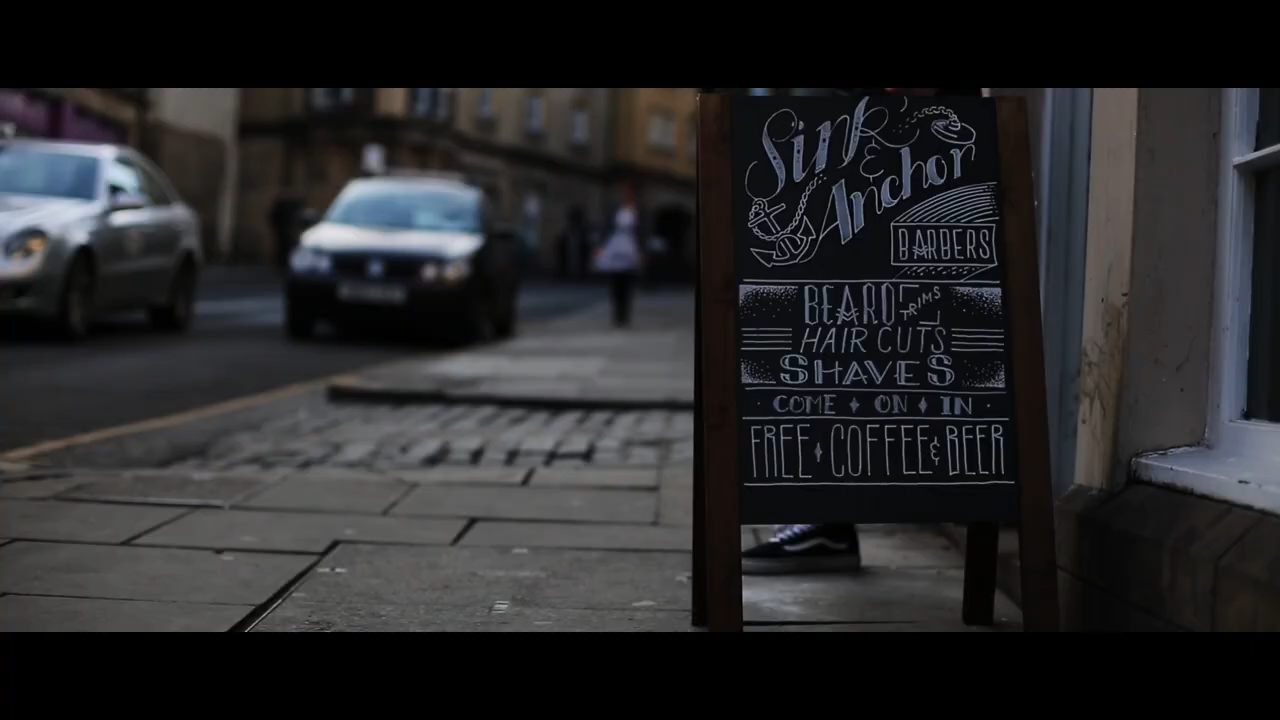 Sink
&
Anchor
BARBERS
BEARD TRIMS
HAIR CUTS
SHAVES
COME ON IN
FREE COFFEE & BEER